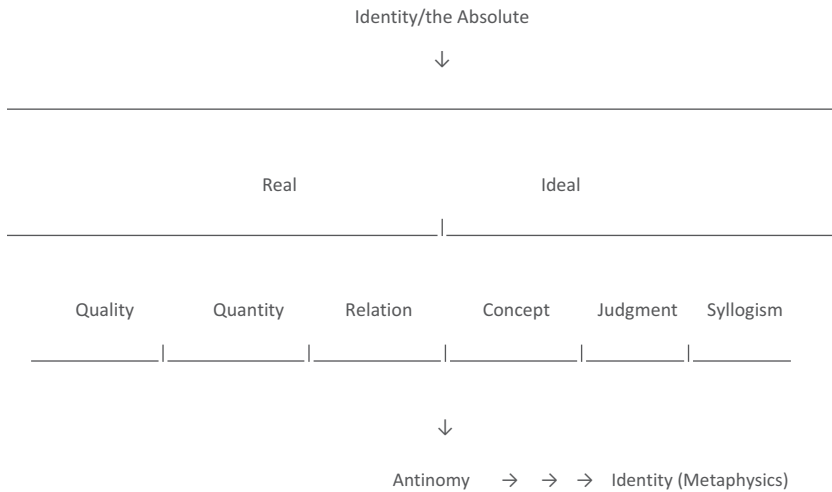 Identity/the Absolute
↓
Real Ideal
Quality Quantity Relation Concept Judgment Syllogism
↓
Antinomy → → → Identity (Metaphysics)